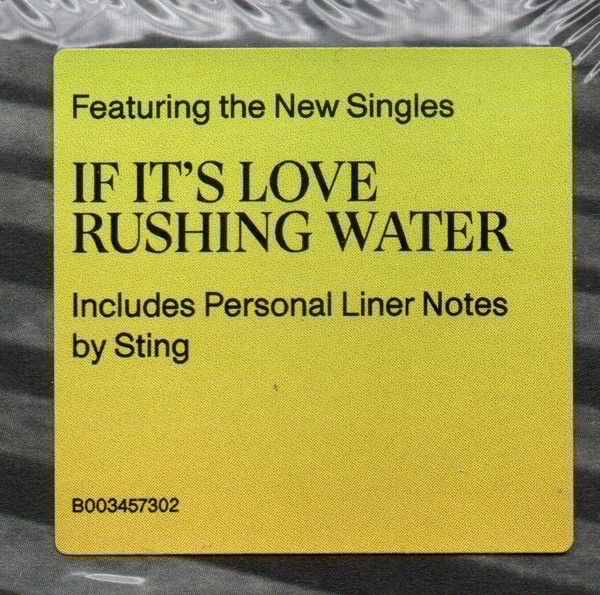 Featuring the New Singles
IF IT'S LOVE
RUSHING WATER
Includes Personal Liner Notes
by Sting
B003457302